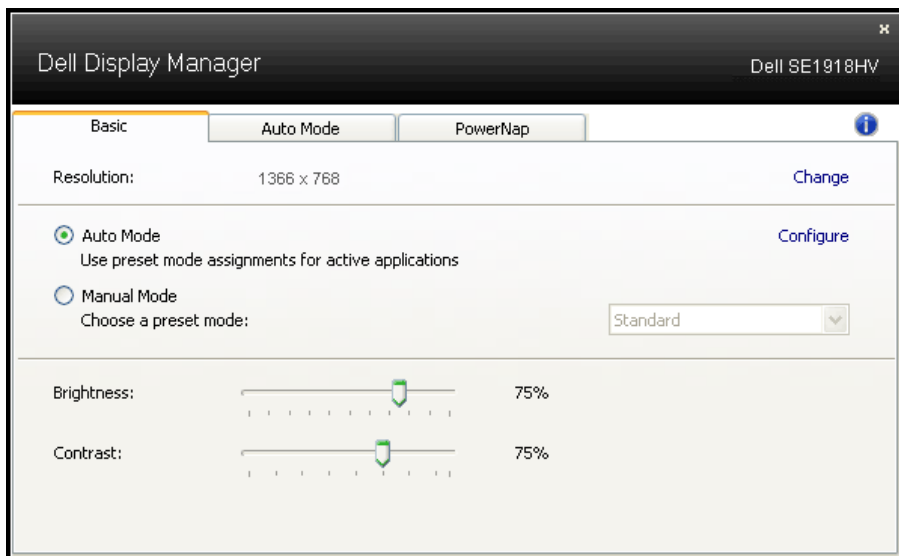 Dell Display Manager
Dell SE1918HV
Basic
Auto Mode
PowerNap
Resolution:
1366 x 768
Change
Auto Mode
Configure
Use preset mode assignments for active applications
Manual Mode
Choose a preset mode:
Standard
Brightness:
75%
Contrast:
75%